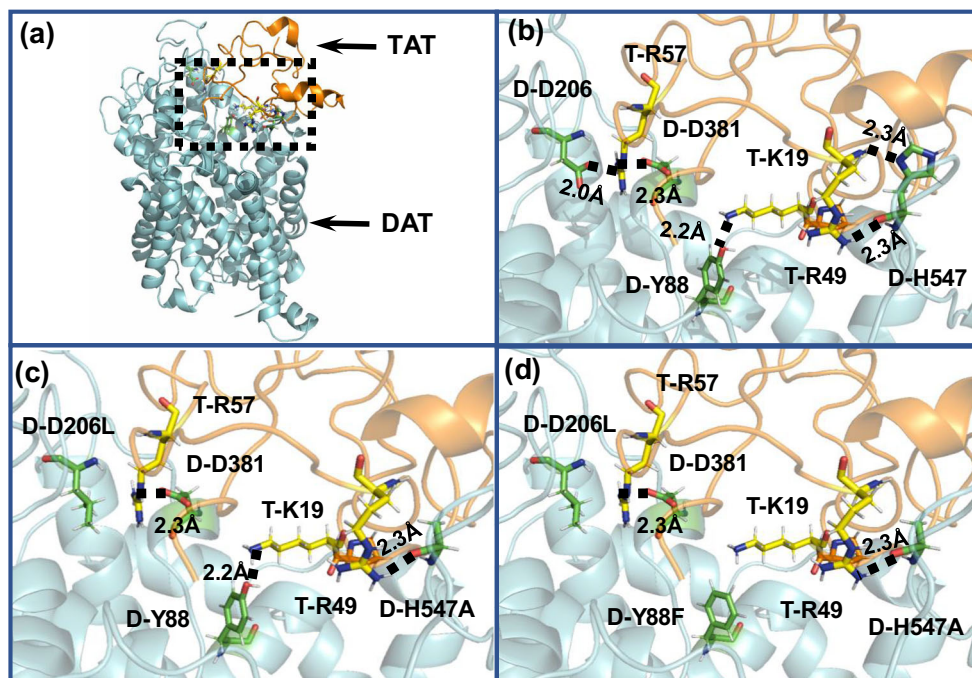 (a)
TAT
DAT
(b)
T-R57
D-D206
D-D381
2.3Å
T-K19
2.0Å
2.3Å
2.2Å
2.3Å
D-Y88
T-R49
D-H547
(c)
T-R57
D-D206L
D-D381
T-K19
2.3Å
2.3Å
2.2Å
D-Y88
T-R49
D-H547A
(d)
T-R57
D-D206L
D-D381
T-K19
2.3Å
2.3Å
D-Y88F
T-R49
D-H547A